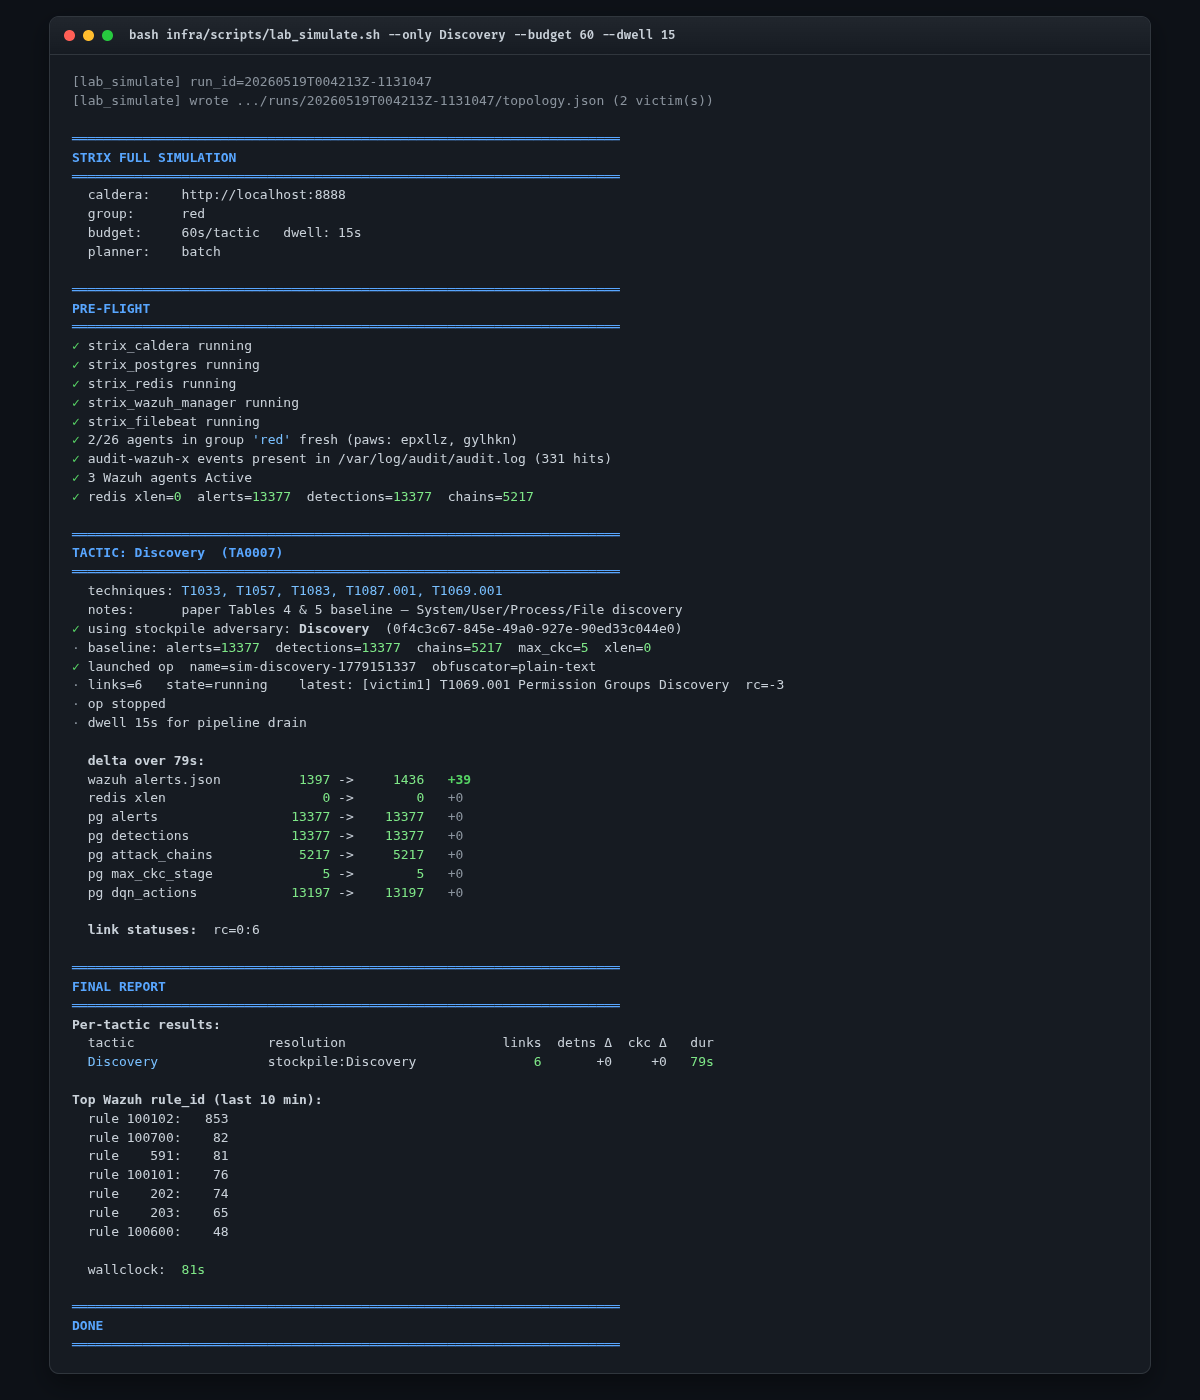 bash infra/scripts/lab_simulate.sh --only Discovery --budget 60 --dwell 15
[lab_simulate] run_id=20260519T004213Z-1131047
[lab_simulate] wrote .../runs/20260519T004213Z-1131047/topology.json (2 victim(s))
STRIX FULL SIMULATION
caldera: http://localhost:8888
group: red
budget: 60s/tactic dwell: 15s
planner: batch
PRE-FLIGHT
✓ strix_caldera running
✓ strix_postgres running
✓ strix_redis running
✓ strix_wazuh_manager running
✓ strix_filebeat running
✓ 2/26 agents in group 'red' fresh (paws: epxllz, gylhkn)
✓ audit-wazuh-x events present in /var/log/audit/audit.log (331 hits)
✓ 3 Wazuh agents Active
✓ redis xlen=0 alerts=13377 detections=13377 chains=5217
TACTIC: Discovery (TA0007)
techniques: T1033, T1057, T1083, T1087.001, T1069.001
notes: paper Tables 4 & 5 baseline — System/User/Process/File discovery
✓ using stockpile adversary: Discovery (0f4c3c67-845e-49a0-927e-90ed33c044e0)
· baseline: alerts=13377 detections=13377 chains=5217 max_ckc=5 xlen=0
✓ launched op name=sim-discovery-1779151337 obfuscator=plain-text
· links=6 state=running latest: [victim1] T1069.001 Permission Groups Discovery rc=-3
· op stopped
· dwell 15s for pipeline drain
delta over 79s:
wazuh alerts.json 1397 -> 1436 +39
redis xlen 0 -> 0 +0
pg alerts 13377 -> 13377 +0
pg detections 13377 -> 13377 +0
pg attack_chains 5217 -> 5217 +0
pg max_ckc_stage 5 -> 5 +0
pg dqn_actions 13197 -> 13197 +0
link statuses: rc=0:6
FINAL REPORT
Per-tactic results:
tactic resolution links detns Δ ckc Δ dur
Discovery stockpile:Discovery 6 +0 +0 79s
Top Wazuh rule_id (last 10 min):
rule 100102: 853
rule 100700: 82
rule 591: 81
rule 100101: 76
rule 202: 74
rule 203: 65
rule 100600: 48
wallclock: 81s
DONE